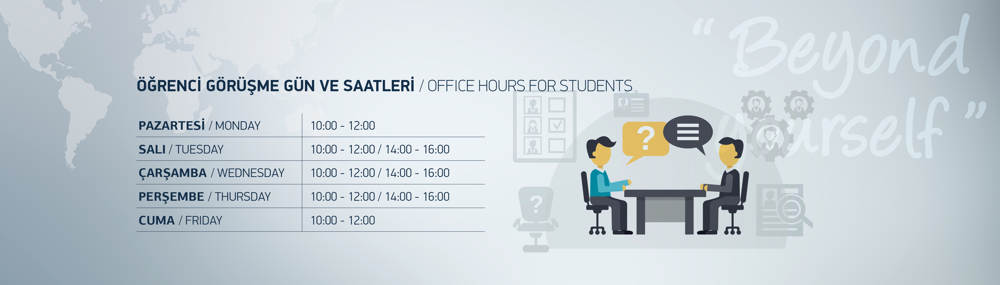 “Beyond
yourself”
ÖĞRENCİ GÖRÜŞME GÜN VE SAATLERİ / OFFICE HOURS FOR STUDENTS
PAZARTESİ / MONDAY 10:00 - 12:00
SALI / TUESDAY 10:00 - 12:00 / 14:00 - 16:00
ÇARŞAMBA / WEDNESDAY 10:00 - 12:00 / 14:00 - 16:00
PERŞEMBE / THURSDAY 10:00 - 12:00 / 14:00 - 16:00
CUMA / FRIDAY 10:00 - 12:00
?
?